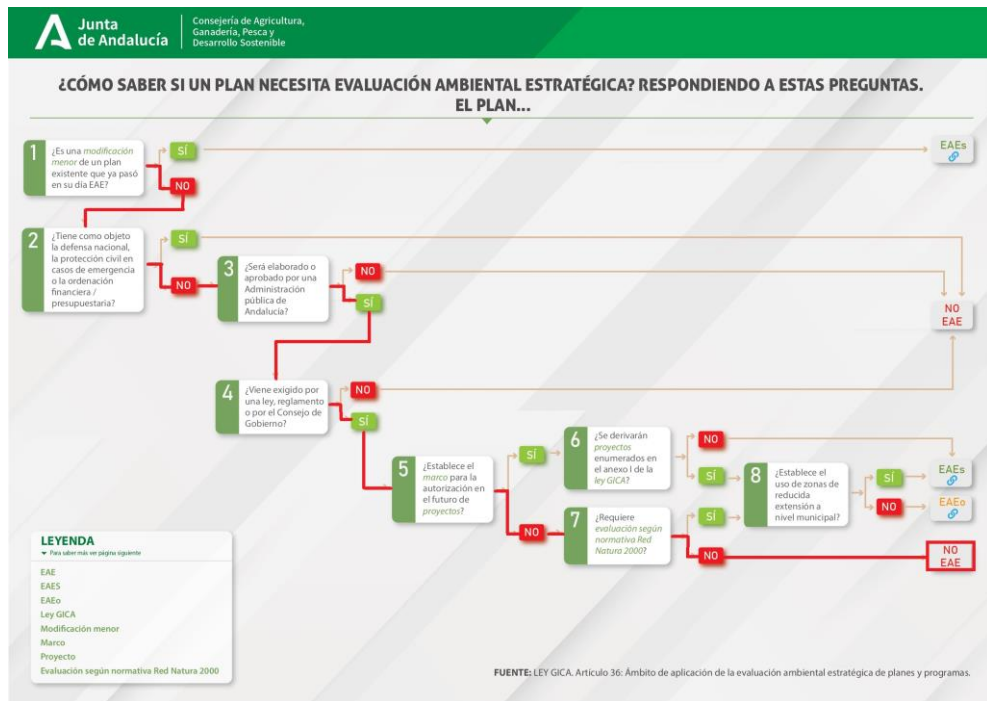 Junta
de Andalucía
Consejería de Agricultura,
Ganadería, Pesca y
Desarrollo Sostenible
¿CÓMO SABER SI UN PLAN NECESITA EVALUACIÓN AMBIENTAL ESTRATÉGICA? RESPONDIENDO A ESTAS PREGUNTAS.
EL PLAN...
1
¿Es una modificación
menor de un plan
existente que ya pasó
en su día EAE?
SÍ
NO
EAEs
2
¿Tiene como objeto
la defensa nacional,
la protección civil en
casos de emergencia
o la ordenación
financiera /
presupuestaria?
SÍ
NO
3
¿Será elaborado o
aprobado por una
Administración
pública de
Andalucía?
NO
SÍ
NO
EAE
4
¿Viene exigido por
una ley, reglamento
o por el Consejo de
Gobierno?
NO
SÍ
5
¿Establece el
marco para la
autorización en
el futuro de
proyectos?
SÍ
NO
6
¿Se derivarán
proyectos
enumerados en
el anexo I de la
ley GICA?
NO
SÍ
7
¿Requiere
evaluación según
normativa Red
Natura 2000?
SÍ
NO
8
¿Establece el
uso de zonas de
reducida
extensión a
nivel municipal?
SÍ
NO
EAEs
EAEo
NO
EAE
LEYENDA
Para saber más ver página siguiente
EAE
EAES
EAEo
Ley GICA
Modificación menor
Marco
Proyecto
Evaluación según normativa Red Natura 2000
FUENTE: LEY GICA. Artículo 36: Ámbito de aplicación de la evaluación ambiental estratégica de planes y programas.